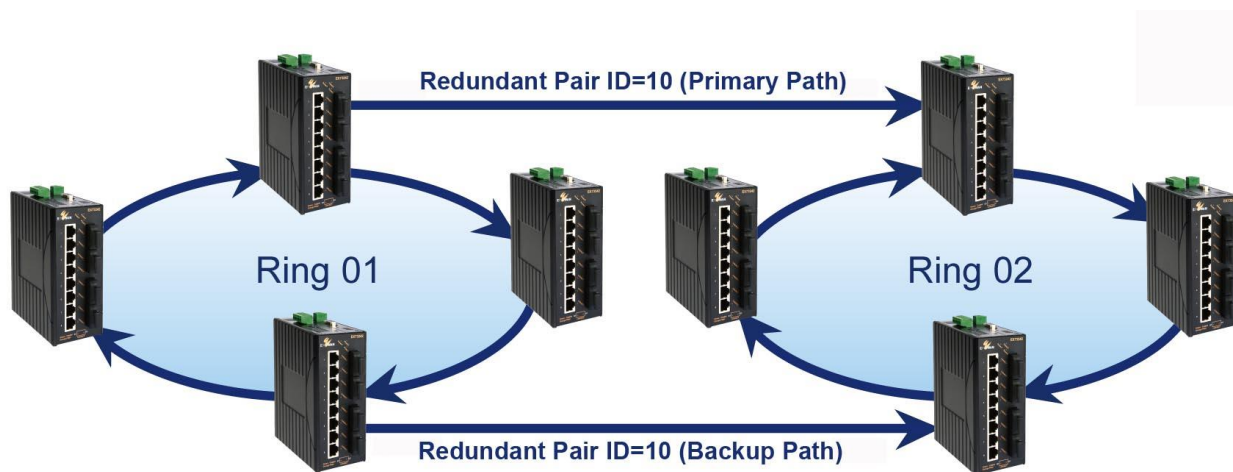 Redundant Pair ID=10 (Primary Path)
Ring 01
Ring 02
Redundant Pair ID=10 (Backup Path)